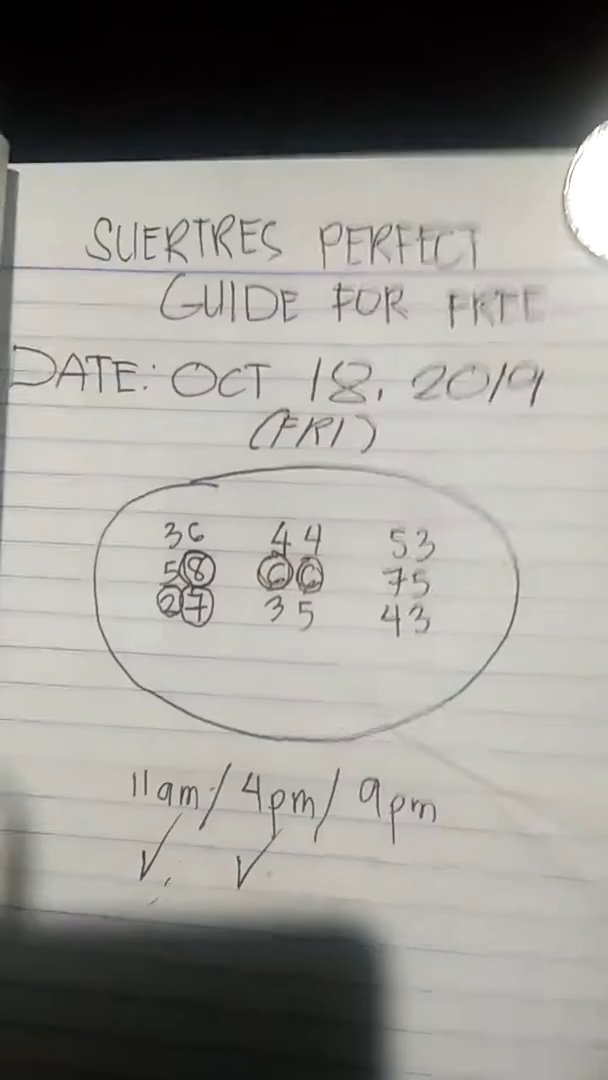 SUERTRES PERFECT
GUIDE FOR FREE
DATE: OCT 18, 2019
(FRI)
36 44 53
58 66 75
27 35 43
11am/4pm/9pm